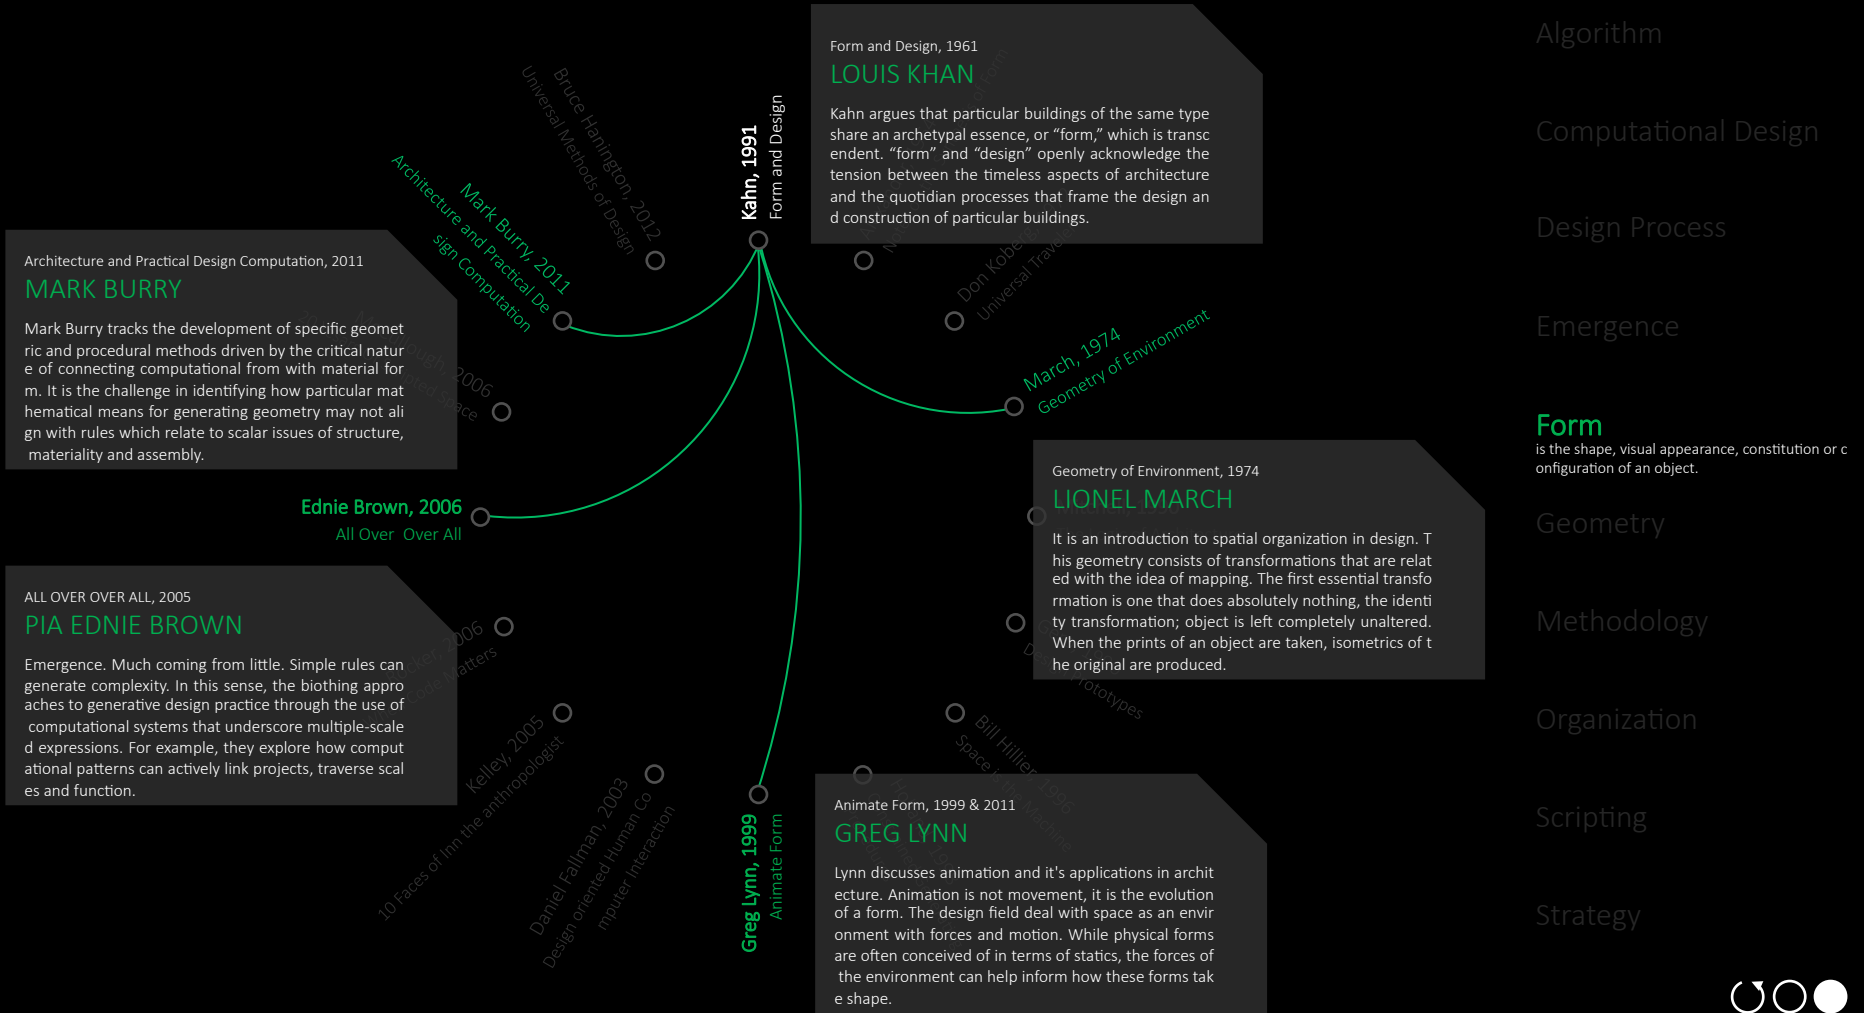 Form and Design, 1961
LOUIS KHAN
Kahn argues that particular buildings of the same type
share an archetypal essence, or “form,” which is transc
endent. “form” and “design” openly acknowledge the
tension between the timeless aspects of architecture
and the quotidian processes that frame the design an
d construction of particular buildings.
Bruce Hanington, 2012
Universal Methods of Design
Kahn, 1991
Form and Design
Mark Burry, 2011
Architecture and Practical De
sign Computation
Don Koberg,
Universal Travel
March, 1974
Geometry of Environment
Architecture and Practical Design Computation, 2011
MARK BURRY
Mark Burry tracks the development of specific geomet
ric and procedural methods driven by the critical natur
e of connecting computational from with material for
m. It is the challenge in identifying how particular mat
hematical means for generating geometry may not ali
gn with rules which relate to scalar issues of structure,
materiality and assembly.
2006
Space
Ednie Brown, 2006
All Over Over All
Geometry of Environment, 1974
LIONEL MARCH
It is an introduction to spatial organization in design. T
his geometry consists of transformations that are relat
ed with the idea of mapping. The first essential transfo
rmation is one that does absolutely nothing, the identi
ty transformation; object is left completely unaltered.
When the prints of an object are taken, isometrics of t
he original are produced.
ALL OVER OVER ALL, 2005
PIA EDNIE BROWN
Emergence. Much coming from little. Simple rules can
generate complexity. In this sense, the biothing appro
aches to generative design practice through the use of
computational systems that underscore multiple-scale
d expressions. For example, they explore how comput
ational patterns can actively link projects, traverse scal
es and function.
2006
Code Matters
Prototypes
Kelley, 2005
10 Faces of Inn the anthropologist
Daniel Fallman, 2003
Design oriented Human Co
mputer Interaction
Greg Lynn, 1999
Animate Form
Bill Hillier, 1996
Space is the Machine
Animate Form, 1999 & 2011
GREG LYNN
Lynn discusses animation and it's applications in archit
ecture. Animation is not movement, it is the evolution
of a form. The design field deal with space as an envir
onment with forces and motion. While physical forms
are often conceived of in terms of statics, the forces of
the environment can help inform how these forms tak
e shape.
Algorithm
Computational Design
Design Process
Emergence
Form
is the shape, visual appearance, constitution or c
onfiguration of an object.
Geometry
Methodology
Organization
Scripting
Strategy